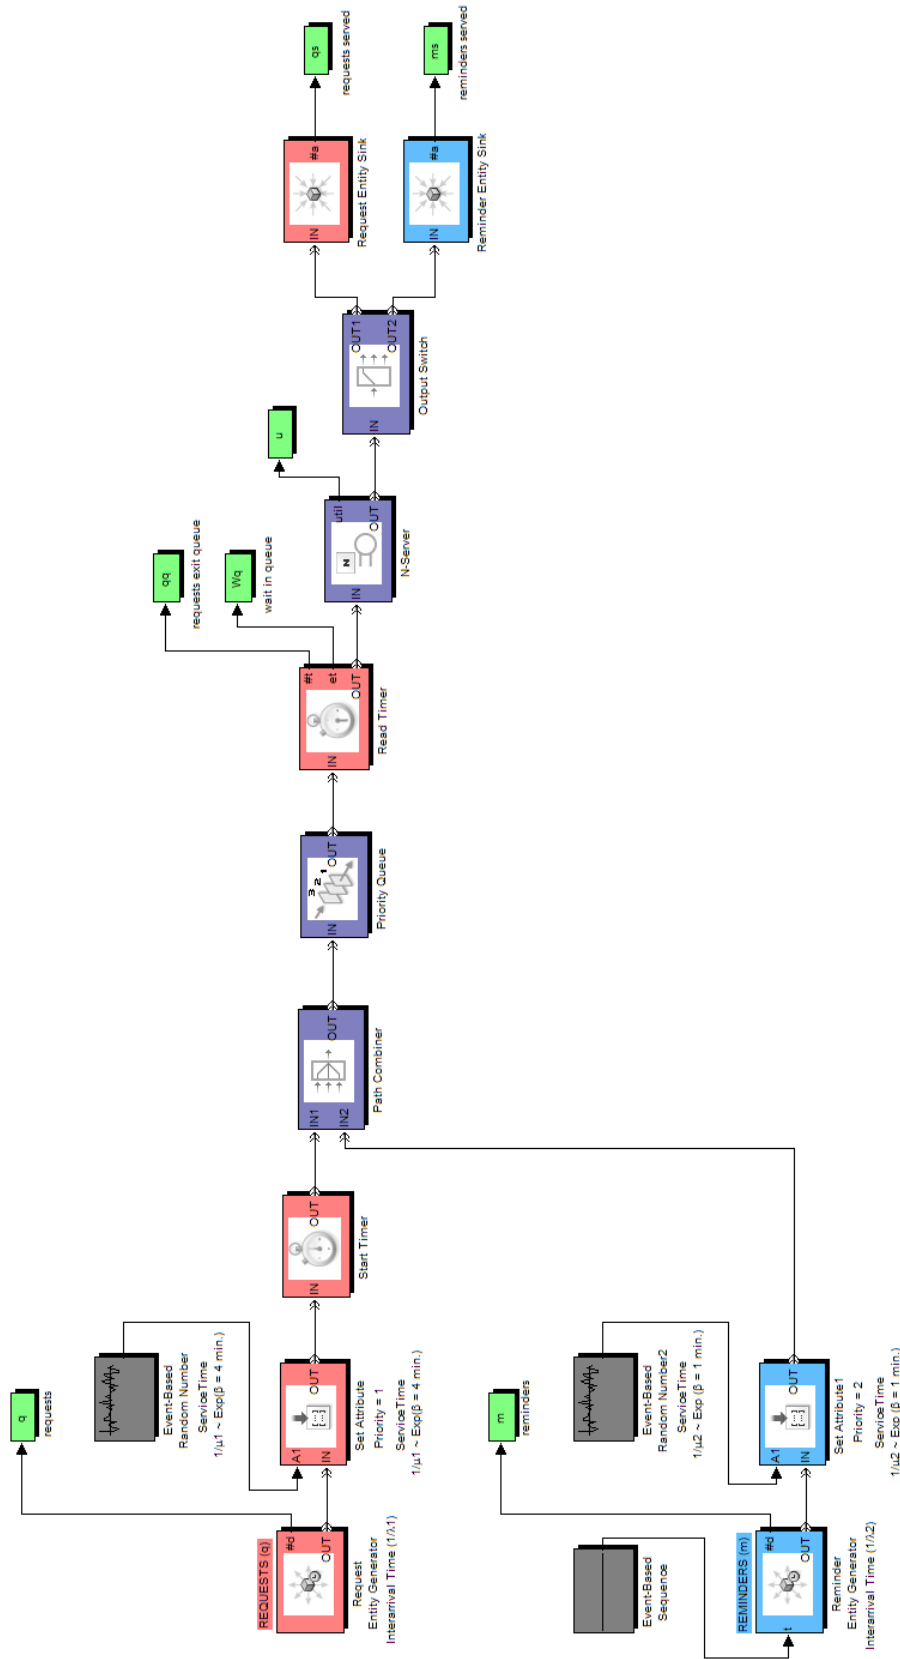 q
requests
Event-Based
Random Number
ServiceTime
1/μ1 ~ Exp(β = 4 min.)
REQUESTS (q)
#d
OUT
Request
Entity Generator
Interarrival Time (1/λ1)
A1
IN
OUT
Set Attribute
Priority = 1
ServiceTime
1/μ1 ~ Exp(β = 4 min.)
IN
OUT
Start Timer
IN1
IN2
OUT
Path Combiner
IN
3 2 1
OUT
Priority Queue
IN
#t
et
OUT
Read Timer
qq
requests exit queue
Wq
wait in queue
IN
N
util
OUT
N-Server
u
IN
OUT1
OUT2
Output Switch
IN
#a
Request Entity Sink
qs
requests served
IN
#a
Reminder Entity Sink
ms
reminders served
Event-Based
Random Number2
ServiceTime
1/μ2 ~ Exp (β = 1 min.)
m
reminders
Event-Based
Sequence
REMINDERS (m)
t
#d
OUT
Reminder
Entity Generator
Interarrival Time (1/λ2)
A1
IN
OUT
Set Attribute1
Priority = 2
ServiceTime
1/μ2 ~ Exp (β = 1 min.)